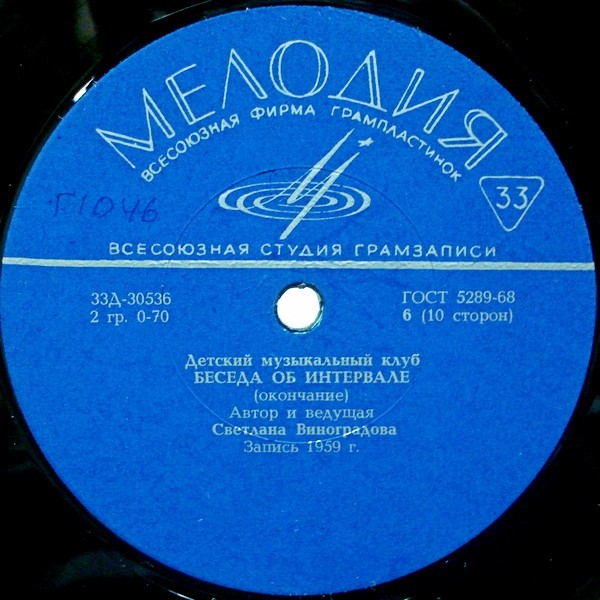 МЕЛОДИЯ
ВСЕСОЮЗНАЯ ФИРМА ГРАМПЛАСТИНОК
33
Г1046
ВСЕСОЮЗНАЯ СТУДИЯ ГРАМЗАПИСИ
33Д-30536
ГОСТ 5289-68
2 гр. 0-70
6 (10 сторон)
Детский музыкальный клуб
БЕСЕДА ОБ ИНТЕРВАЛЕ
(окончание)
Автор и ведущая
Светлана Виноградова
Запись 1959 г.